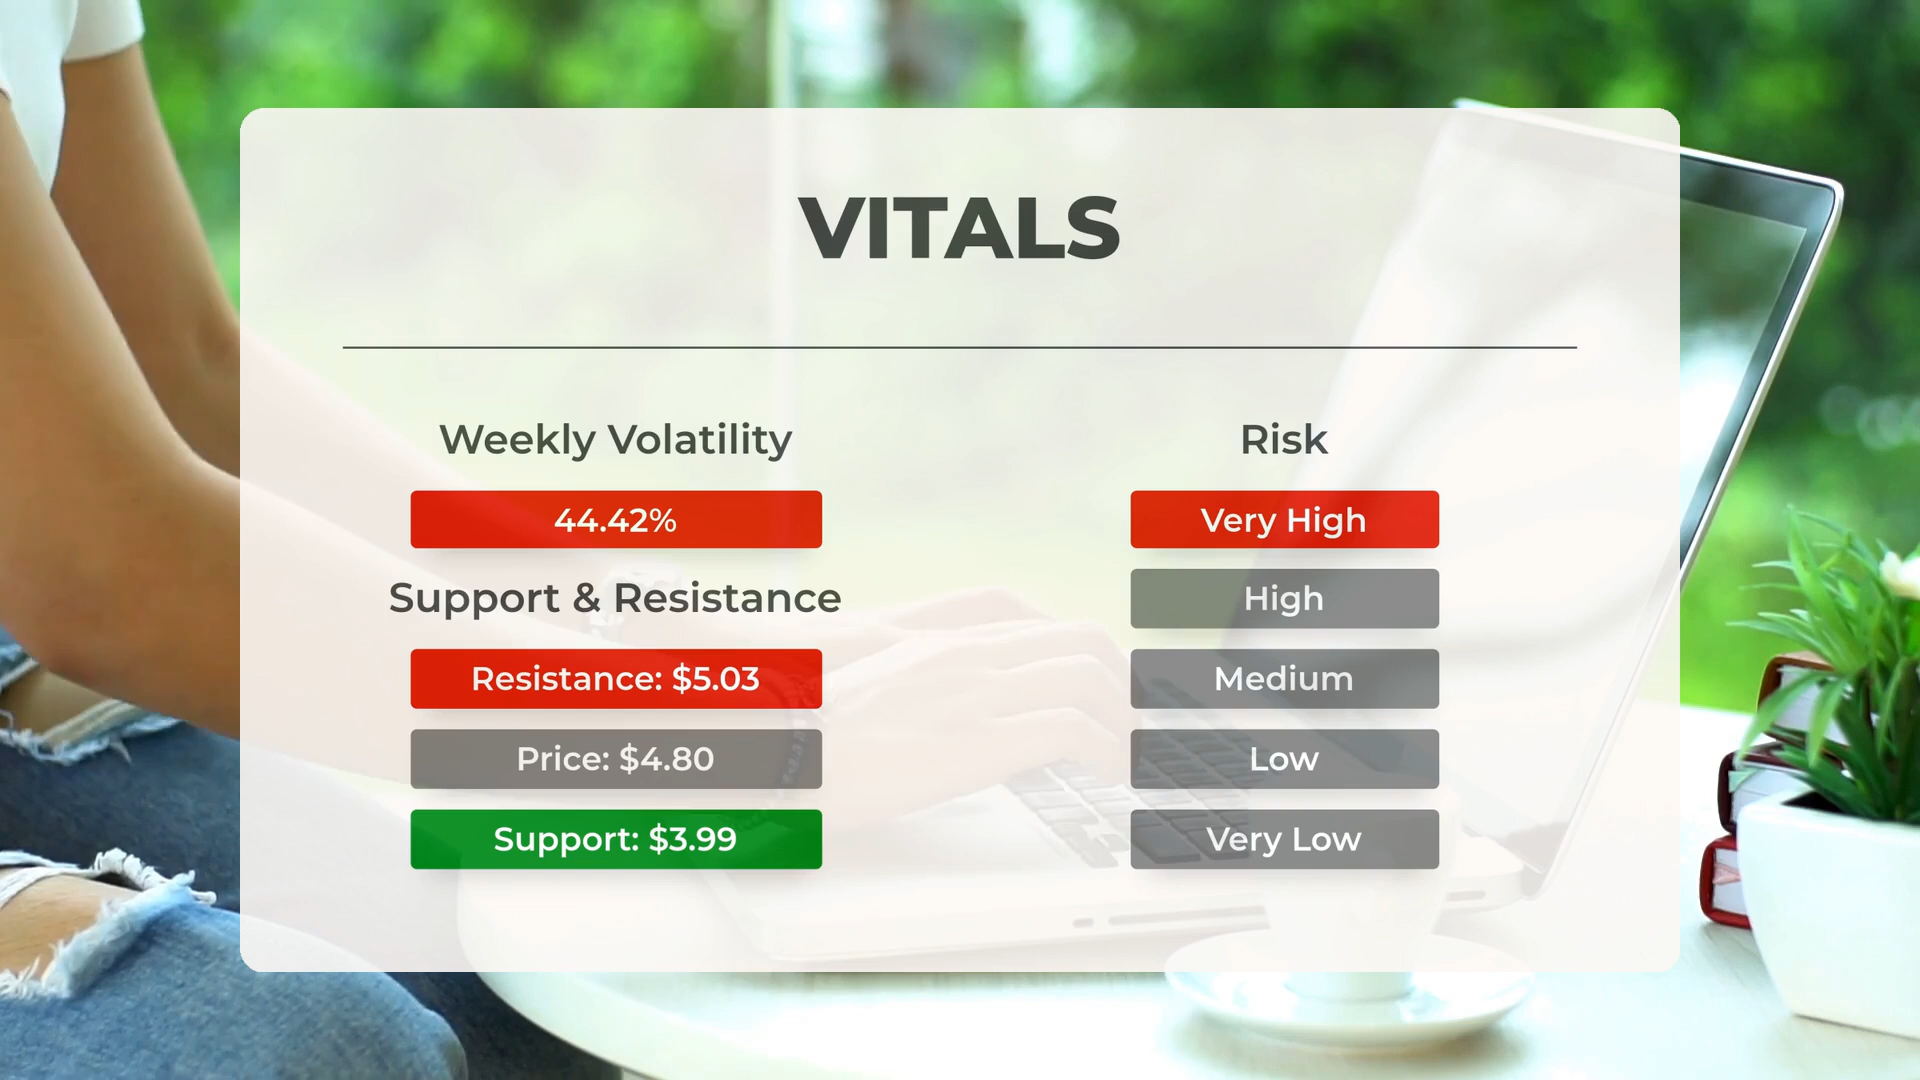 VITALS
Weekly Volatility
44.42%
Support & Resistance
Resistance: $5.03
Price: $4.80
Support: $3.99
Risk
Very High
High
Medium
Low
Very Low